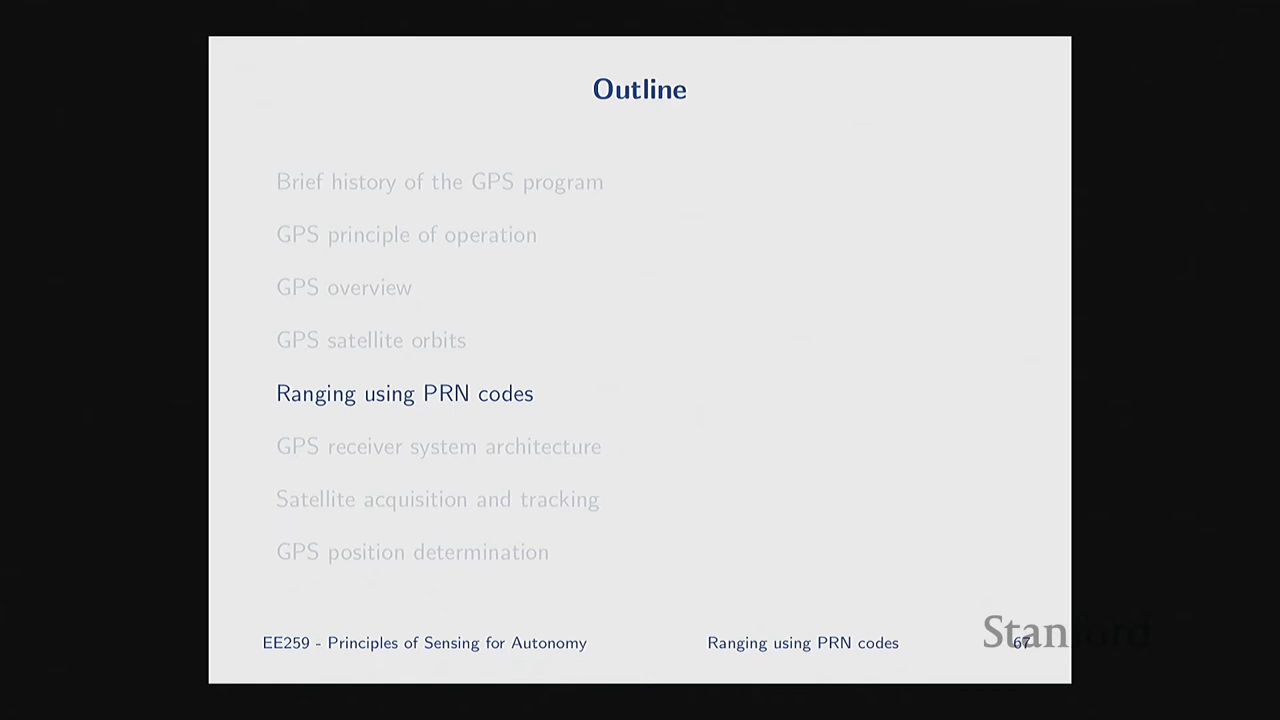 Outline
Brief history of the GPS program
GPS principle of operation
GPS overview
GPS satellite orbits
Ranging using PRN codes
GPS receiver system architecture
Satellite acquisition and tracking
GPS position determination
EE259 - Principles of Sensing for Autonomy Ranging using PRN codes 67
Stanford